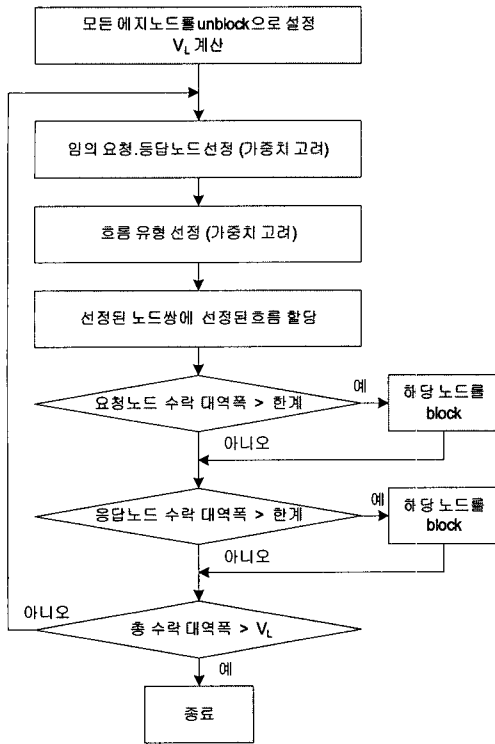 모든 에지노드를 unblock으로 설정
V_L 계산
임의 요청.응답노드 선정 (가중치 고려)
흐름 유형 선정 (가중치 고려)
선정된 노드쌍에 선정된흐름 할당
요청노드 수락 대역폭 > 한계
예
해당 노드를
block
아니오
응답노드 수락 대역폭 > 한계
예
해당 노드를
block
아니오
아니오
총 수락 대역폭 > V_L
예
종료